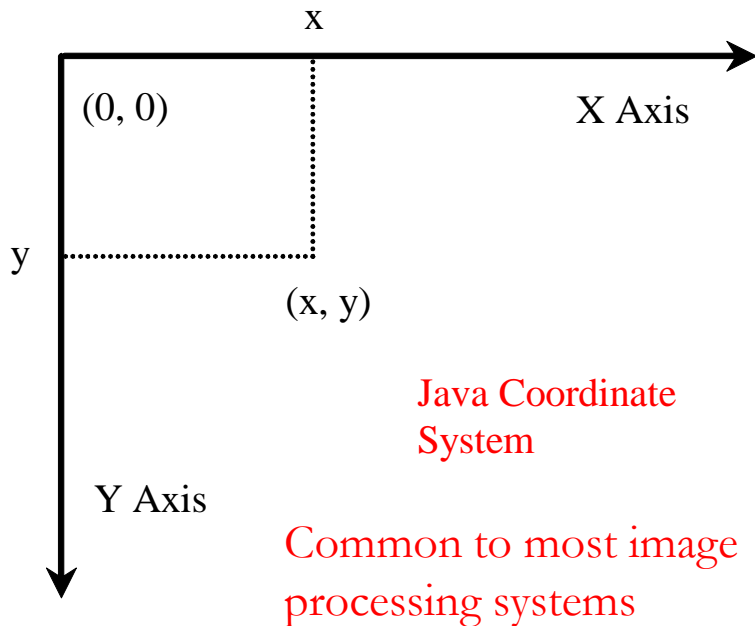 x
(0, 0)
X Axis
y
(x, y)
Java Coordinate
System
Y Axis
Common to most image
processing systems